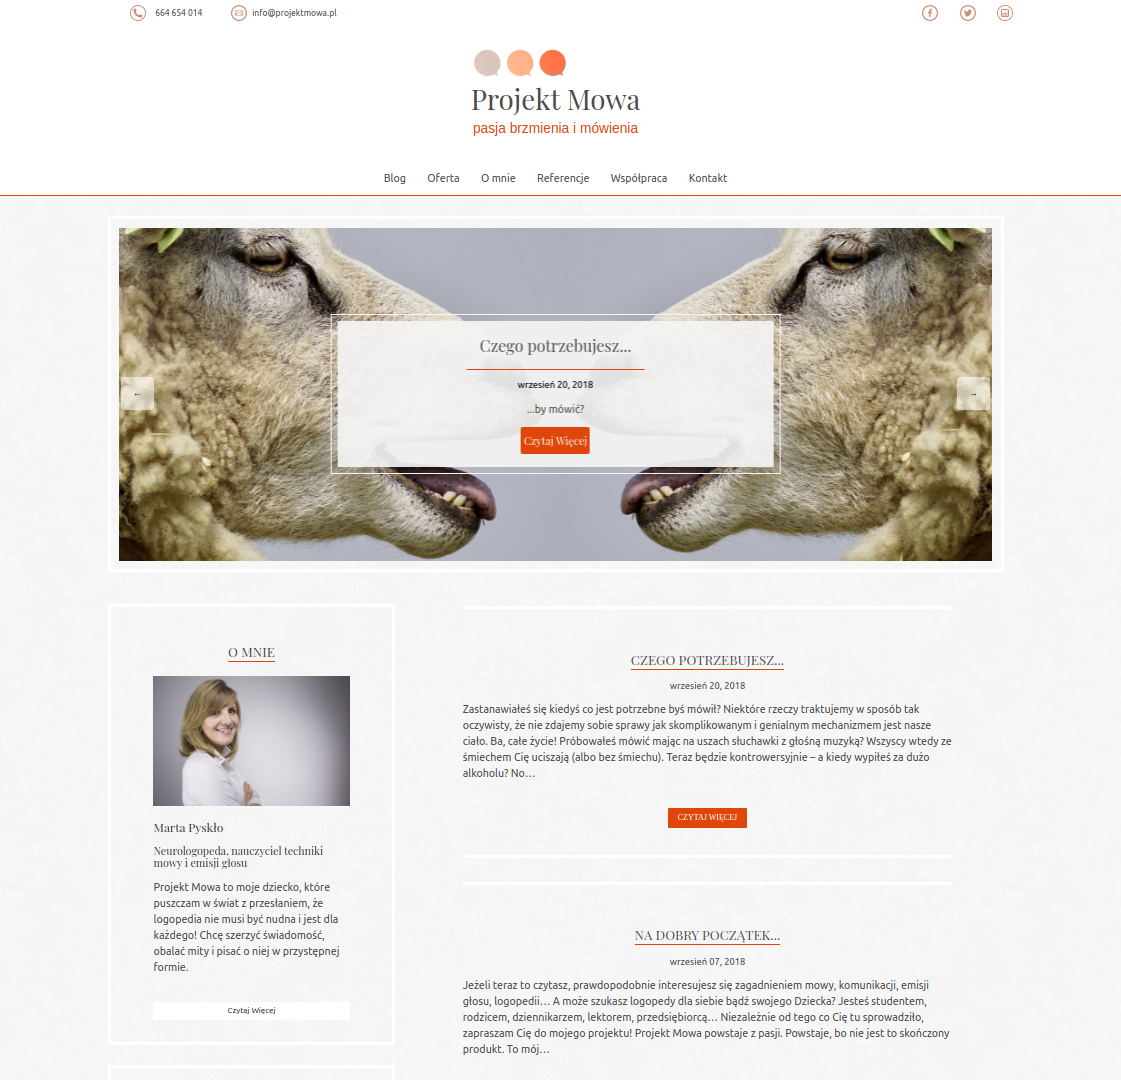 664 654 014
info@projektmowa.pl
Projekt Mowa
pasja brzmienia i mówienia
Blog Oferta O mnie Referencje Współpraca Kontakt
Czego potrzebujesz...
wrzesień 20, 2018
...by mówić?
Czytaj Więcej
←
→
O MNIE
Marta Pyskło
Neurologopeda, nauczyciel techniki
mowy i emisji głosu
Projekt Mowa to moje dziecko, które
puszczam w świat z przesłaniem, że
logopedia nie musi być nudna i jest dla
każdego! Chcę szerzyć świadomość,
obalać mity i pisać o niej w przystępnej
formie.
Czytaj Więcej
CZEGO POTRZEBUJESZ...
wrzesień 20, 2018
Zastanawiałeś się kiedyś co jest potrzebne byś mówił? Niektóre rzeczy traktujemy w sposób tak
oczywisty, że nie zdajemy sobie sprawy jak skomplikowanym i genialnym mechanizmem jest nasze
ciało. Ba, całe życie! Próbowałeś mówić mając na uszach słuchawki z głośną muzyką? Wszyscy wtedy ze
śmiechem Cię uciszają (albo bez śmiechu). Teraz będzie kontrowersyjnie – a kiedy wypiłeś za dużo
alkoholu? No…
CZYTAJ WIĘCEJ
NA DOBRY POCZĄTEK...
wrzesień 07, 2018
Jeżeli teraz to czytasz, prawdopodobnie interesujesz się zagadnieniem mowy, komunikacji, emisji
głosu, logopedii… A może szukasz logopedy dla siebie bądź swojego Dziecka? Jesteś studentem,
rodzicem, dziennikarzem, lektorem, przedsiębiorcą… Niezależnie od tego co Cię tu sprowadziło,
zapraszam Cię do mojego projektu! Projekt Mowa powstaje z pasji. Powstaje, bo nie jest to skończony
produkt. To mój…